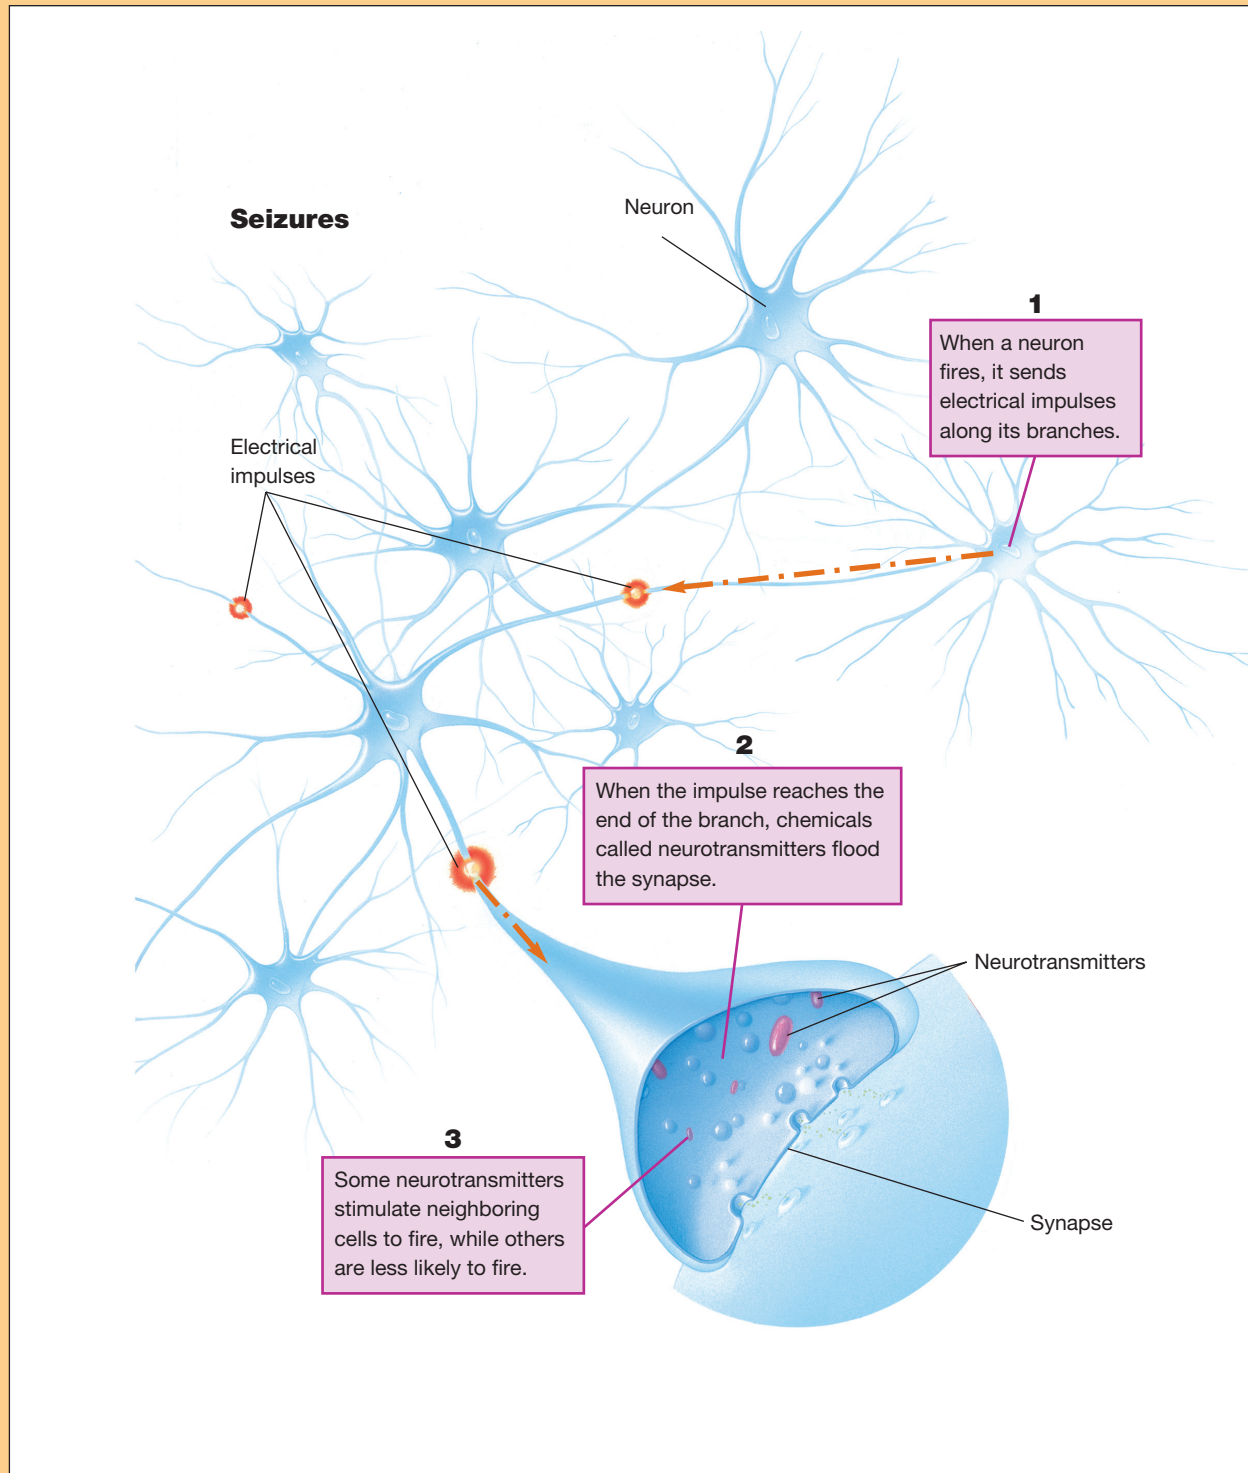 Seizures
Neuron
1
When a neuron
fires, it sends
electrical impulses
along its branches.
Electrical
impulses
2
When the impulse reaches the
end of the branch, chemicals
called neurotransmitters flood
the synapse.
Neurotransmitters
3
Some neurotransmitters
stimulate neighboring
cells to fire, while others
are less likely to fire.
Synapse